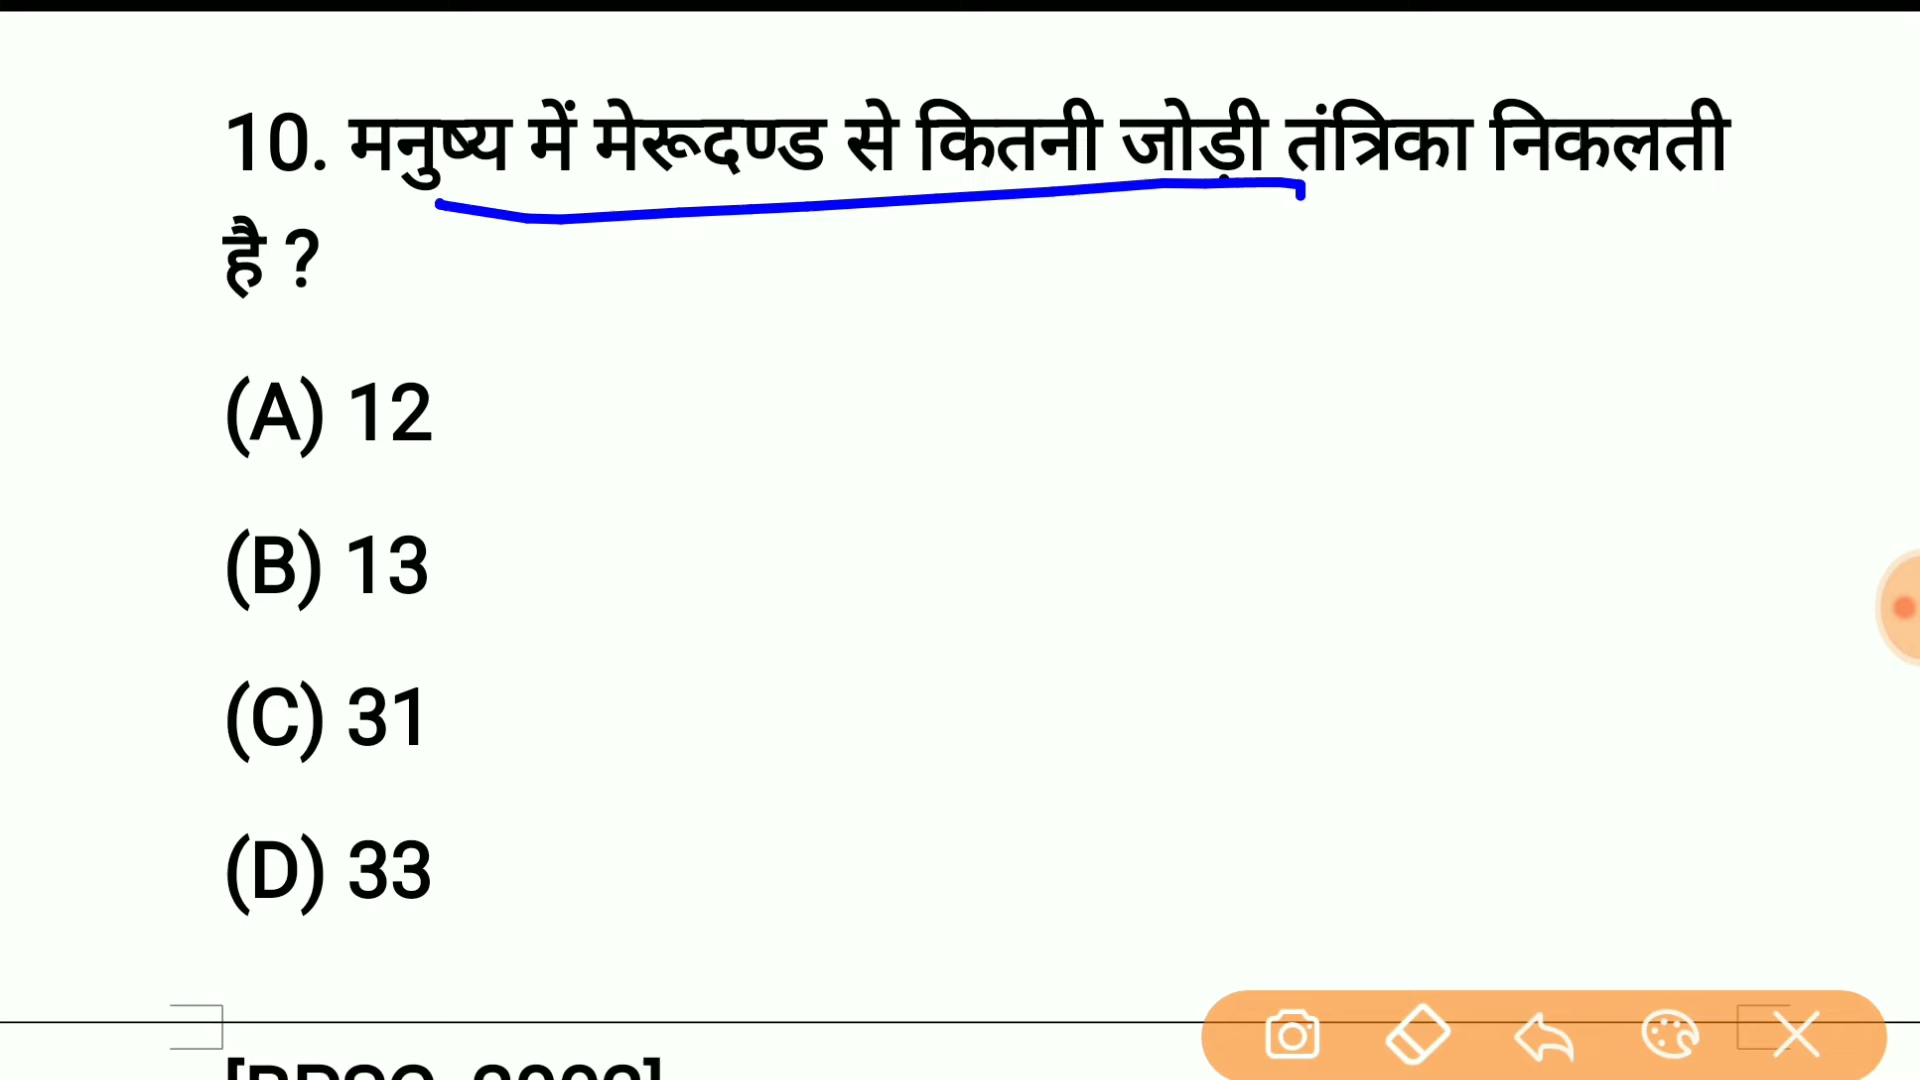 10. मनुष्य में मेरूदण्ड से कितनी जोड़ी तंत्रिका निकलती
है ?
(A) 12
(B) 13
(C) 31
(D) 33